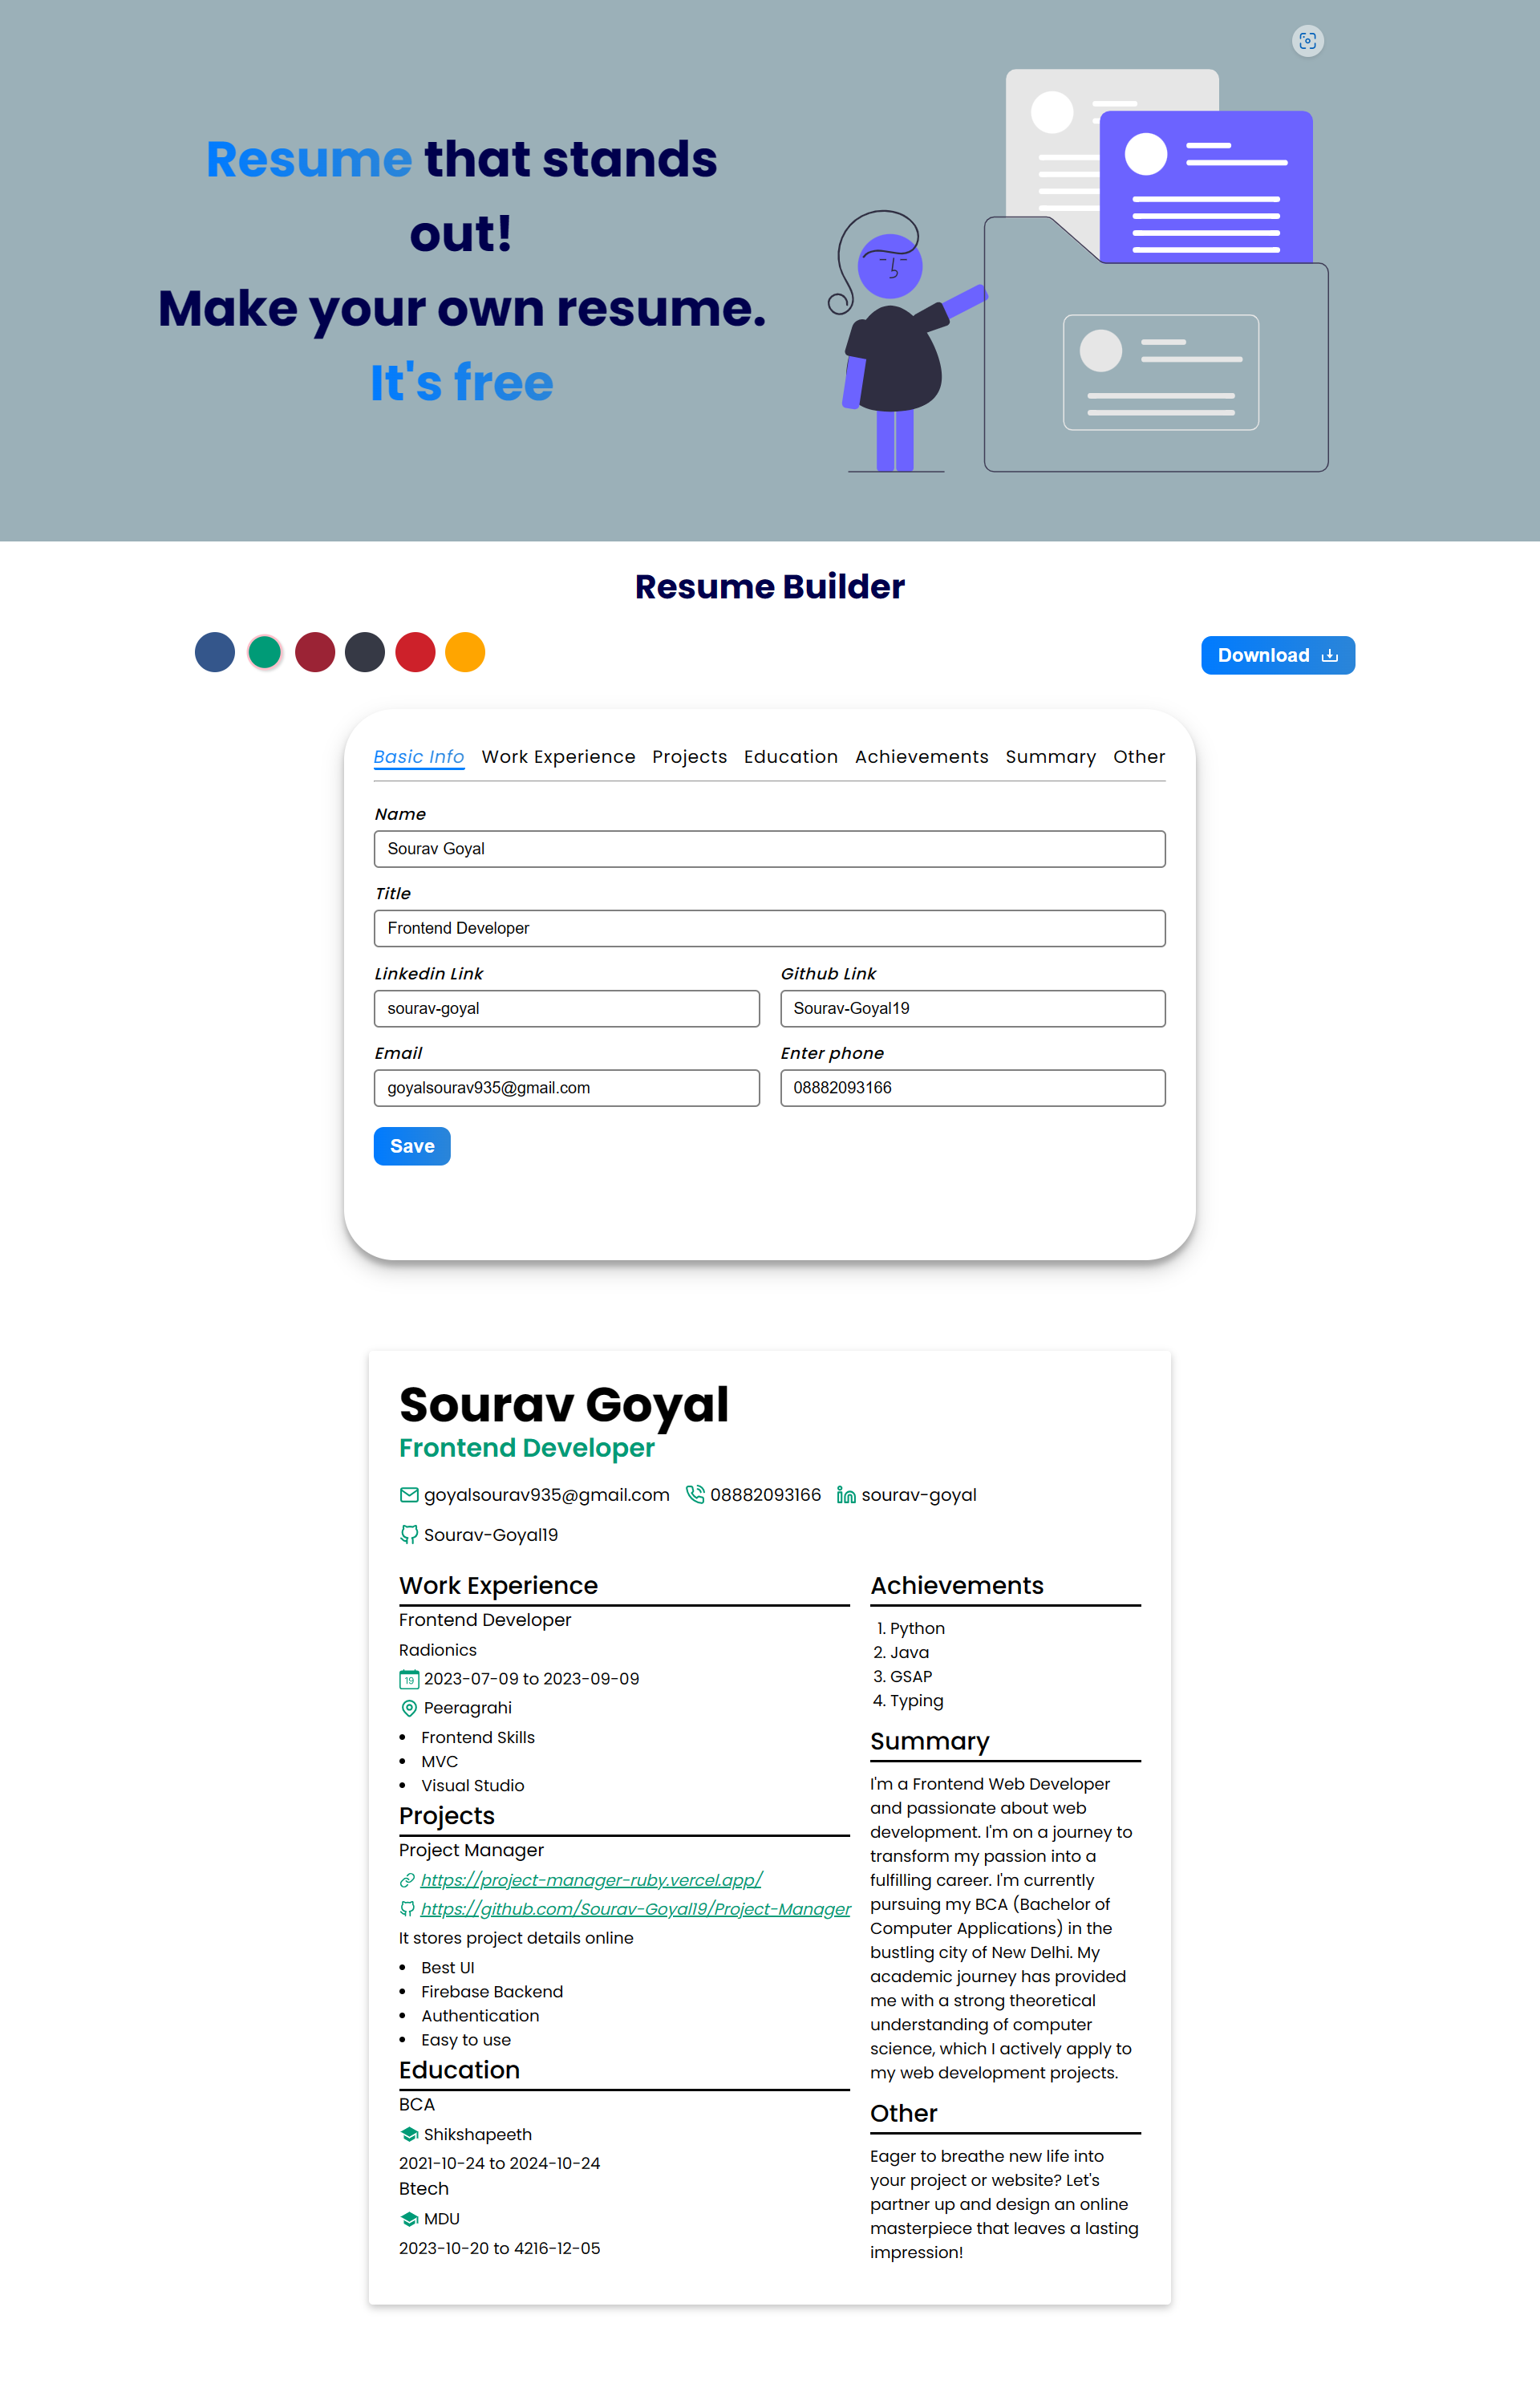 Resume that stands
out!
Make your own resume.
It's free
Resume Builder
Download
Basic Info Work Experience Projects Education Achievements Summary Other
Name
Sourav Goyal
Title
Frontend Developer
Linkedin Link Github Link
sourav-goyal Sourav-Goyal19
Email Enter phone
goyalsourav935@gmail.com 08882093166
Save
Sourav Goyal
Frontend Developer
goyalsourav935@gmail.com 08882093166 sourav-goyal
Sourav-Goyal19
Work Experience
Frontend Developer
Radionics
19 2023-07-09 to 2023-09-09
Peeragrahi
• Frontend Skills
• MVC
• Visual Studio
Projects
Project Manager
https://project-manager-ruby.vercel.app/
https://github.com/Sourav-Goyal19/Project-Manager
It stores project details online
• Best UI
• Firebase Backend
• Authentication
• Easy to use
Education
BCA
Shikshapeeth
2021-10-24 to 2024-10-24
Btech
MDU
2023-10-20 to 4216-12-05
Achievements
1. Python
2. Java
3. GSAP
4. Typing
Summary
I'm a Frontend Web Developer
and passionate about web
development. I'm on a journey to
transform my passion into a
fulfilling career. I'm currently
pursuing my BCA (Bachelor of
Computer Applications) in the
bustling city of New Delhi. My
academic journey has provided
me with a strong theoretical
understanding of computer
science, which I actively apply to
my web development projects.
Other
Eager to breathe new life into
your project or website? Let's
partner up and design an online
masterpiece that leaves a lasting
impression!